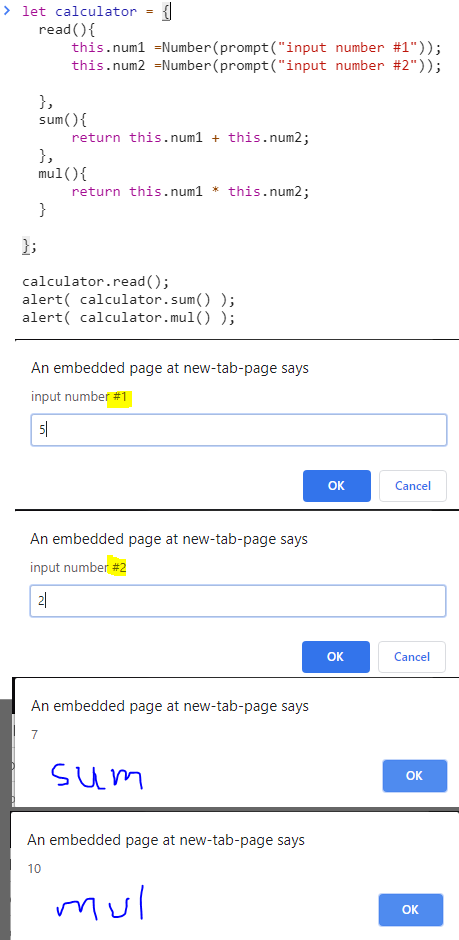 let calculator = {
read(){
this.num1 =Number(prompt("input number #1"));
this.num2 =Number(prompt("input number #2"));
},
sum(){
return this.num1 + this.num2;
},
mul(){
return this.num1 * this.num2;
}
};
calculator.read();
alert( calculator.sum() );
alert( calculator.mul() );
An embedded page at new-tab-page says
input number #1
5
OK Cancel
An embedded page at new-tab-page says
input number #2
2
OK Cancel
An embedded page at new-tab-page says
7
sum OK
An embedded page at new-tab-page says
10
mul OK